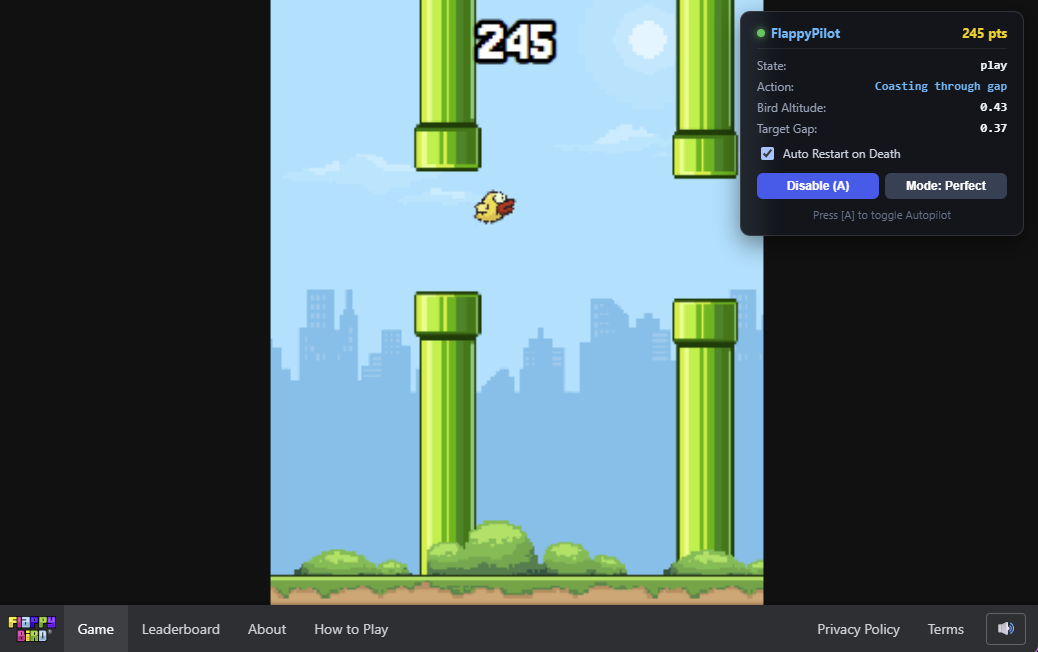 245
FlappyPilot 245 pts
State: play
Action: Coasting through gap
Bird Altitude: 0.43
Target Gap: 0.37
Auto Restart on Death
Disable (A) Mode: Perfect
Press [A] to toggle Autopilot
FLAPPY
BIRD
Game Leaderboard About How to Play Privacy Policy Terms